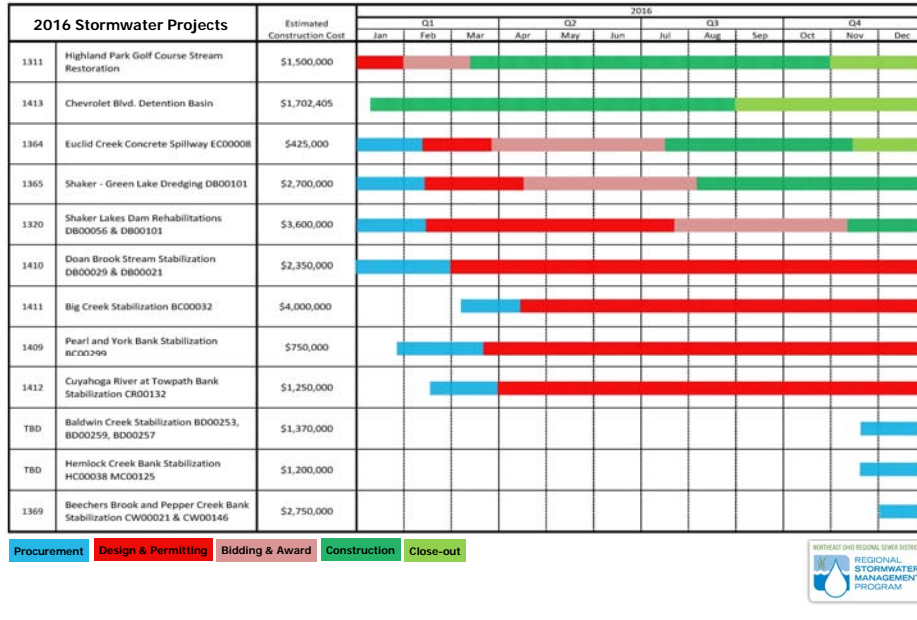 2016 Stormwater Projects
Estimated
Construction Cost
2016
Q1 Q2 Q3 Q4
Jan Feb Mar Apr May Jun Jul Aug Sep Oct Nov Dec
1311 Highland Park Golf Course Stream
Restoration $1,500,000
1413 Chevrolet Blvd. Detention Basin $1,702,405
1364 Euclid Creek Concrete Spillway EC00008 $425,000
1365 Shaker - Green Lake Dredging DB00101 $2,700,000
1320 Shaker Lakes Dam Rehabilitations
DB00056 & DB00101 $3,600,000
1410 Doan Brook Stream Stabilization
DB00029 & DB00021 $2,350,000
1411 Big Creek Stabilization BC00032 $4,000,000
1409 Pearl and York Bank Stabilization
BC00299 $750,000
1412 Cuyahoga River at Towpath Bank
Stabilization CR00132 $1,250,000
TBD Baldwin Creek Stabilization BD00253,
BD00259, BD00257 $1,370,000
TBD Hemlock Creek Bank Stabilization
HC00038 MC00125 $1,200,000
1369 Beechers Brook and Pepper Creek Bank
Stabilization CW00021 & CW00146 $2,750,000
Procurement Design & Permitting Bidding & Award Construction Close-out
NORTHEAST OHIO REGIONAL SEWER DISTRICT
REGIONAL
STORMWATER
MANAGEMENT
PROGRAM